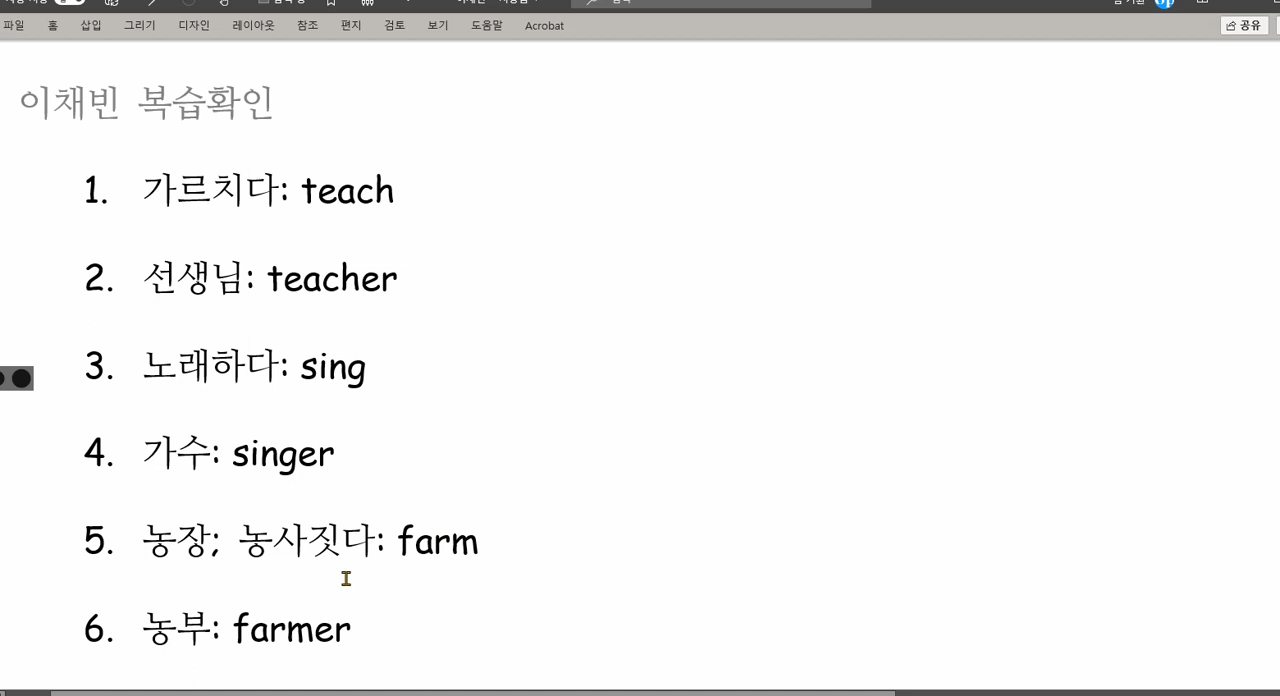 파일 홈 삽입 그리기 디자인 레이아웃 참조 편지 검토 보기 도움말 Acrobat 공유
이채빈 복습확인
1. 가르치다: teach
2. 선생님: teacher
3. 노래하다: sing
4. 가수: singer
5. 농장; 농사짓다: farm
6. 농부: farmer